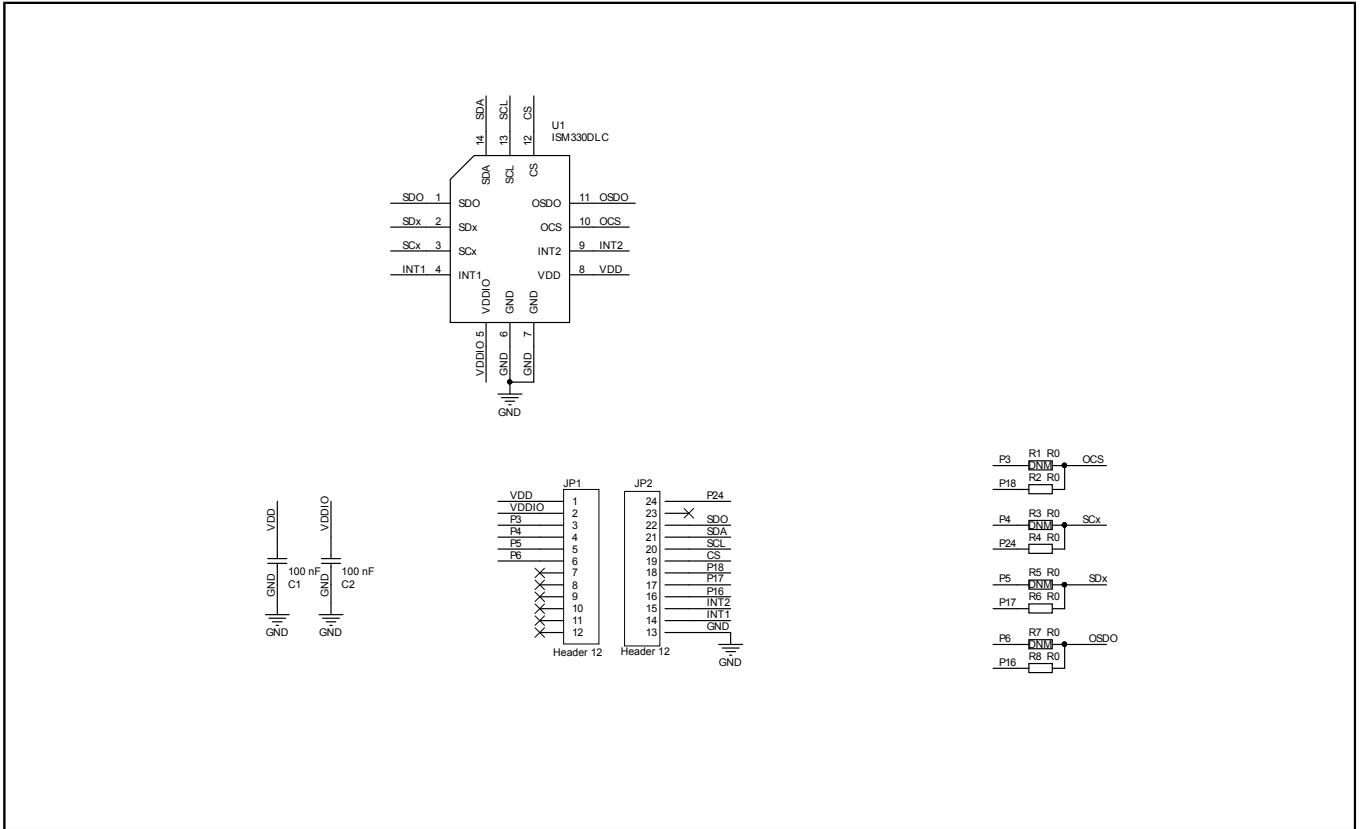 SDA
SCL
CS
U1
ISM330DLC
14
13
12
SDA
SCL
CS
SDO 1 SDO
OSDO 11 OSDO
SDx 2 SDx
OCS 10 OCS
SCx 3 SCx
INT2 9 INT2
INT1 4 INT1
VDD 8 VDD
VDDIO
GND
GND
5
6
7
VDDIO
GND
GND
GND
VDD
GND
100 nF
C1
GND
VDDIO
GND
100 nF
C2
GND
JP1
VDD 1
VDDIO 2
P3 3
P4 4
P5 5
P6 6
7
8
9
10
11
12
Header 12
JP2
24 P24
23
22 SDO
21 SDA
20 SCL
19 CS
18 P18
17 P17
16 P16
15 INT2
14 INT1
13 GND
Header 12
GND
R1 R0
P3 DNM OCS
R2 R0
P18
R3 R0
P4 DNM SCx
R4 R0
P24
R5 R0
P5 DNM SDx
R6 R0
P17
R7 R0
P6 DNM OSDO
R8 R0
P16